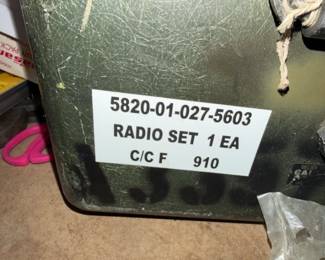 5820-01-027-5603
RADIO SET 1 EA
C/C F 910